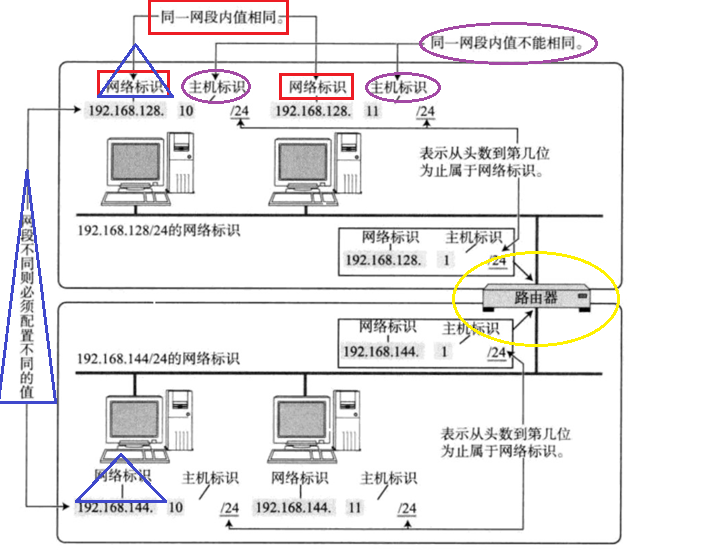 同一网段内值相同。
同一网段内值不能相同。
网络标识 主机标识 网络标识 主机标识
192.168.128. 10 /24 192.168.128. 11 /24
表示从头数到第几位
为止属于网络标识。
网段不同则必须配置不同的值
192.168.128/24的网络标识
网络标识 主机标识
192.168.128. 1 /24
路由器
网络标识 主机标识
192.168.144. 1 /24
192.168.144/24的网络标识
表示从头数到第几位
为止属于网络标识。
网络标识 主机标识 网络标识 主机标识
192.168.144. 10 /24 192.168.144. 11 /24